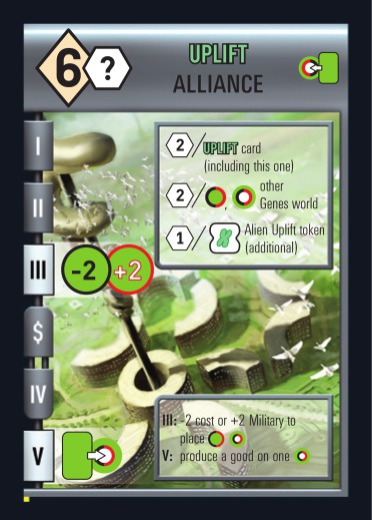 6 ?
UPLIFT
ALLIANCE
I
2 / UPLIFT card
(including this one)
II
2 / , other
Genes world
1 / Alien Uplift token
(additional)
III -2 +2
$
IV
III: -2 cost or +2 Military to
place
V
V: produce a good on one